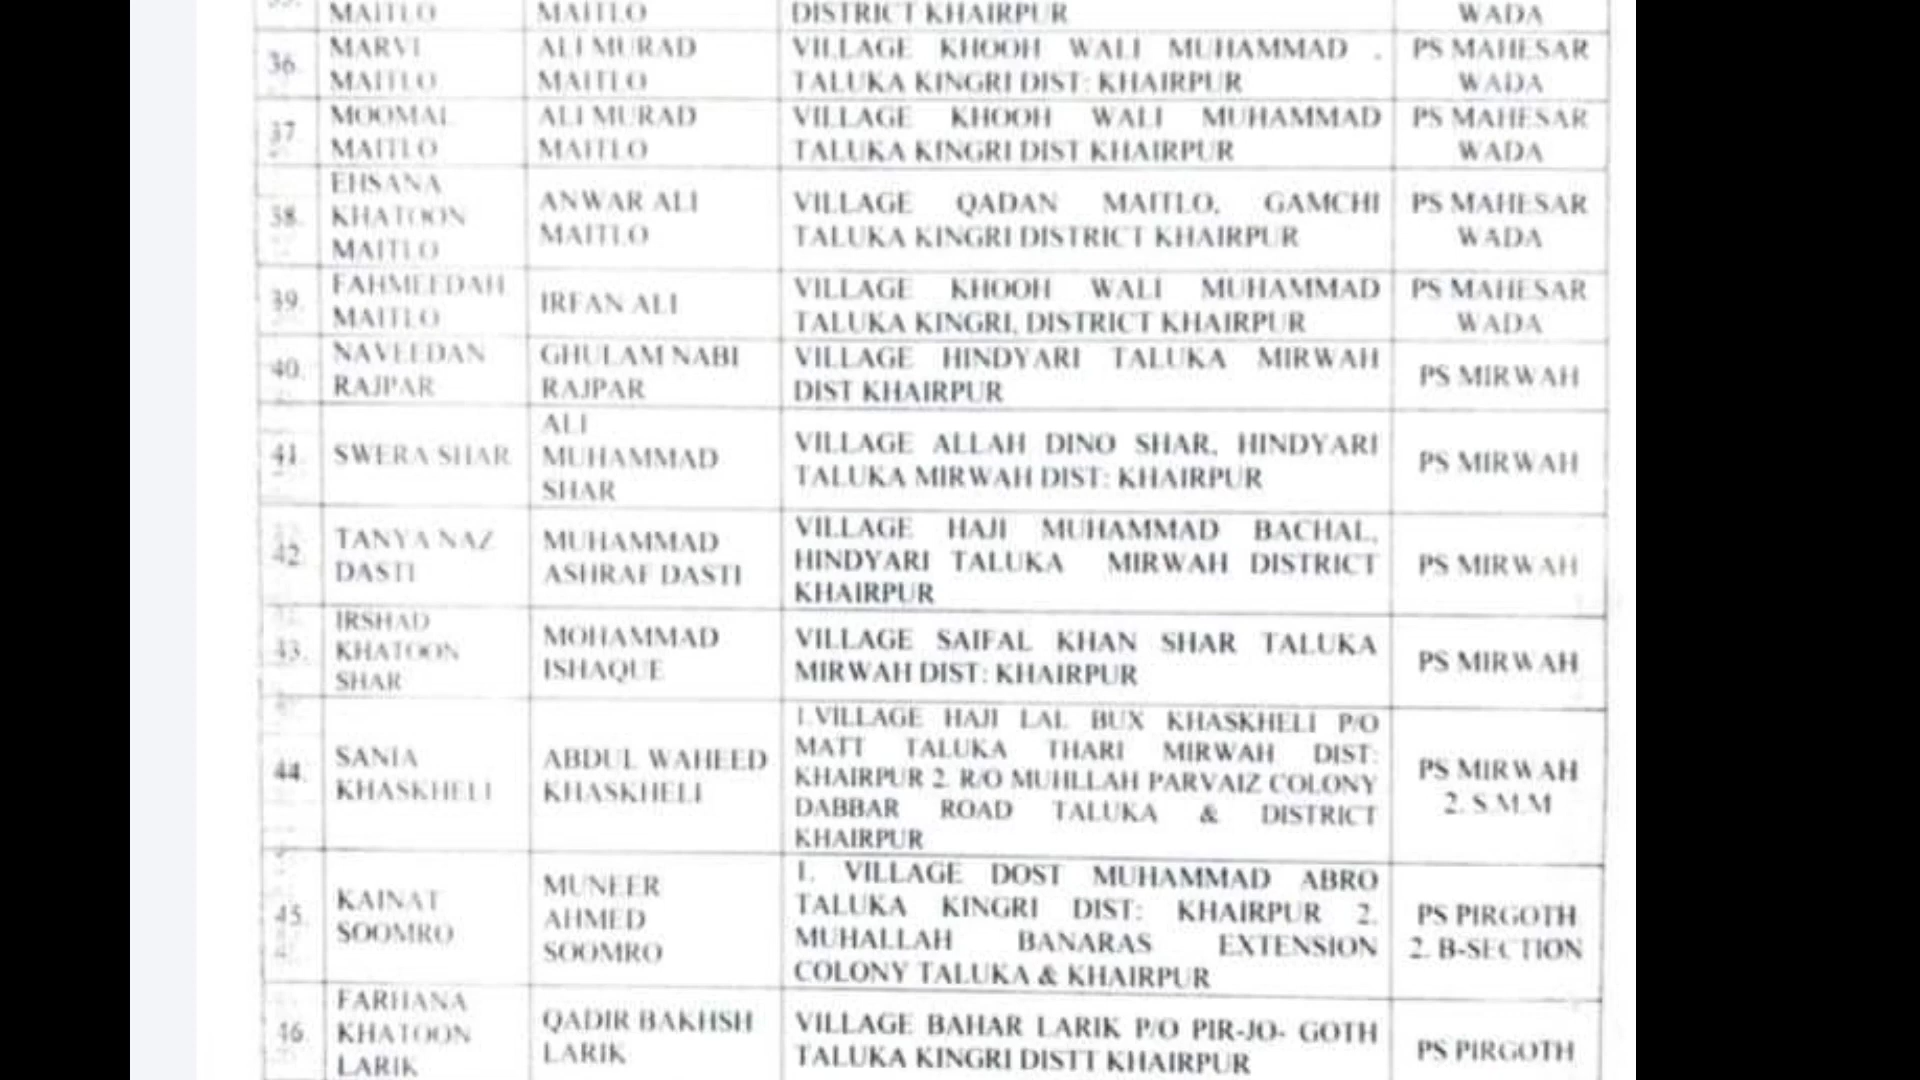 35. MAITLO MAITLO DISTRICT KHAIRPUR WADA
36. MARVI ALI MURAD VILLAGE KHOOH WALI MUHAMMAD . PS MAHESAR
MAITLO MAITLO TALUKA KINGRI DIST: KHAIRPUR WADA
37. MOOMAL ALI MURAD VILLAGE KHOOH WALI MUHAMMAD PS MAHESAR
MAITLO MAITLO TALUKA KINGRI DIST KHAIRPUR WADA
38. EHSANA
KHATOON ANWAR ALI VILLAGE QADAN MAITLO, GAMCHI PS MAHESAR
MAITLO MAITLO TALUKA KINGRI DISTRICT KHAIRPUR WADA
39. FAHMEEDAH IRFAN ALI VILLAGE KHOOH WALI MUHAMMAD PS MAHESAR
MAITLO TALUKA KINGRI, DISTRICT KHAIRPUR WADA
40. NAVEEDAN GHULAM NABI VILLAGE HINDYARI TALUKA MIRWAH PS MIRWAH
RAJPAR RAJPAR DIST KHAIRPUR
41. SWERA SHAR ALI VILLAGE ALLAH DINO SHAR, HINDYARI PS MIRWAH
MUHAMMAD TALUKA MIRWAH DIST: KHAIRPUR
SHAR
42. TANYA NAZ MUHAMMAD VILLAGE HAJI MUHAMMAD BACHAL, PS MIRWAH
DASTI ASHRAF DASTI HINDYARI TALUKA MIRWAH DISTRICT
KHAIRPUR
43. IRSHAD MOHAMMAD VILLAGE SAIFAL KHAN SHAR TALUKA PS MIRWAH
KHATOON ISHAQUE MIRWAH DIST: KHAIRPUR
SHAR
44. SANIA ABDUL WAHEED 1.VILLAGE HAJI LAL BUX KHASKHELI P/O PS MIRWAH
KHASKHELI KHASKHELI MATT TALUKA THARI MIRWAH DIST: 2. S.M.M
KHAIRPUR 2. R/O MUHLLAH PARVAIZ COLONY
DABBAR ROAD TALUKA & DISTRICT
KHAIRPUR
45. KAINAT MUNEER 1. VILLAGE DOST MUHAMMAD ABRO PS PIRGOTH
SOOMRO AHMED TALUKA KINGRI DIST: KHAIRPUR 2. 2. B-SECTION
SOOMRO MUHALLAH BANARAS EXTENSION
COLONY TALUKA & KHAIRPUR
46. FARHANA QADIR BAKHSH VILLAGE BAHAR LARIK P/O PIR-JO- GOTH PS PIRGOTH
KHATOON LARIK TALUKA KINGRI DISTT KHAIRPUR
LARIK